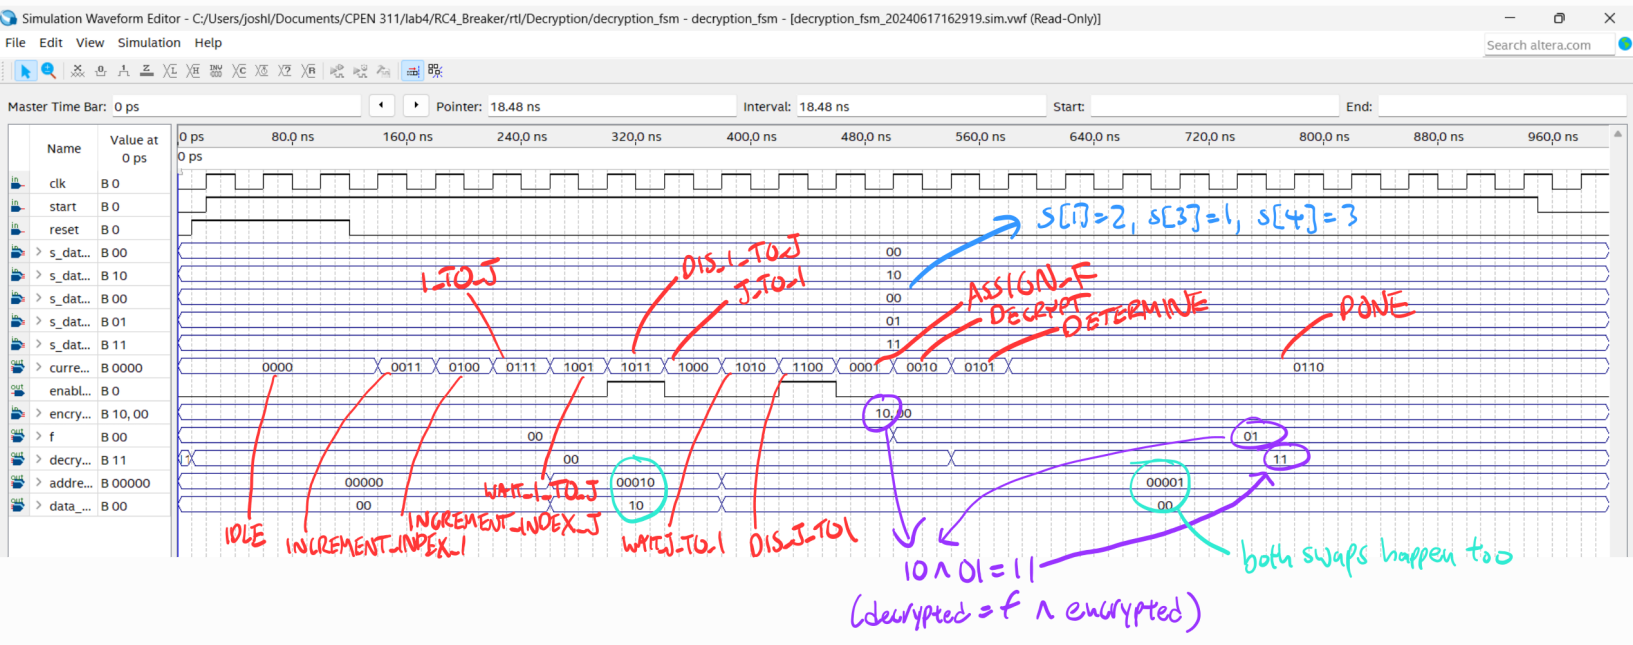 Simulation Waveform Editor - C:/Users/joshl/Documents/CPEN 311/lab4/RC4_Breaker/rtl/Decryption/decryption_fsm - decryption_fsm - [decryption_fsm_20240617162919.sim.vwf (Read-Only)]
File Edit View Simulation Help
Search altera.com
Master Time Bar: 0 ps Pointer: 18.48 ns Interval: 18.48 ns Start: End:
Name Value at 0 ps
0 ps 80.0 ns 160.0 ns 240.0 ns 320.0 ns 400.0 ns 480.0 ns 560.0 ns 640.0 ns 720.0 ns 800.0 ns 880.0 ns 960.0 ns
0 ps
clk B 0
start B 0
S[1]=2, S[3]=1, S[4]=3
reset B 0
s_dat... B 00 00
s_dat... B 10 10
s_dat... B 00 00
s_dat... B 01 01
s_dat... B 11 11
I_TO_J
DIS_I_TO_J
J_TO_I
ASSIGN_F
DECRYPT
DETERMINE
DONE
curre... B 0000 0000 0011 0100 0111 1001 1011 1000 1010 1100 0001 0010 0101 0110
enabl... B 0
encry... B 10, 00 10, 00
f B 00 00 01
decry... B 11 1 00 11
addre... B 00000 00000 00010 00001
data_... B 00 00 10 00
WAIT_I_TO_J
INCREMENT_INDEX_J
IDLE
INCREMENT_INDEX_I
WAIT_J_TO_I
DIS_J_TO_I
both swaps happen too
10 ^ 01 = 11
(decrypted = f ^ encrypted)